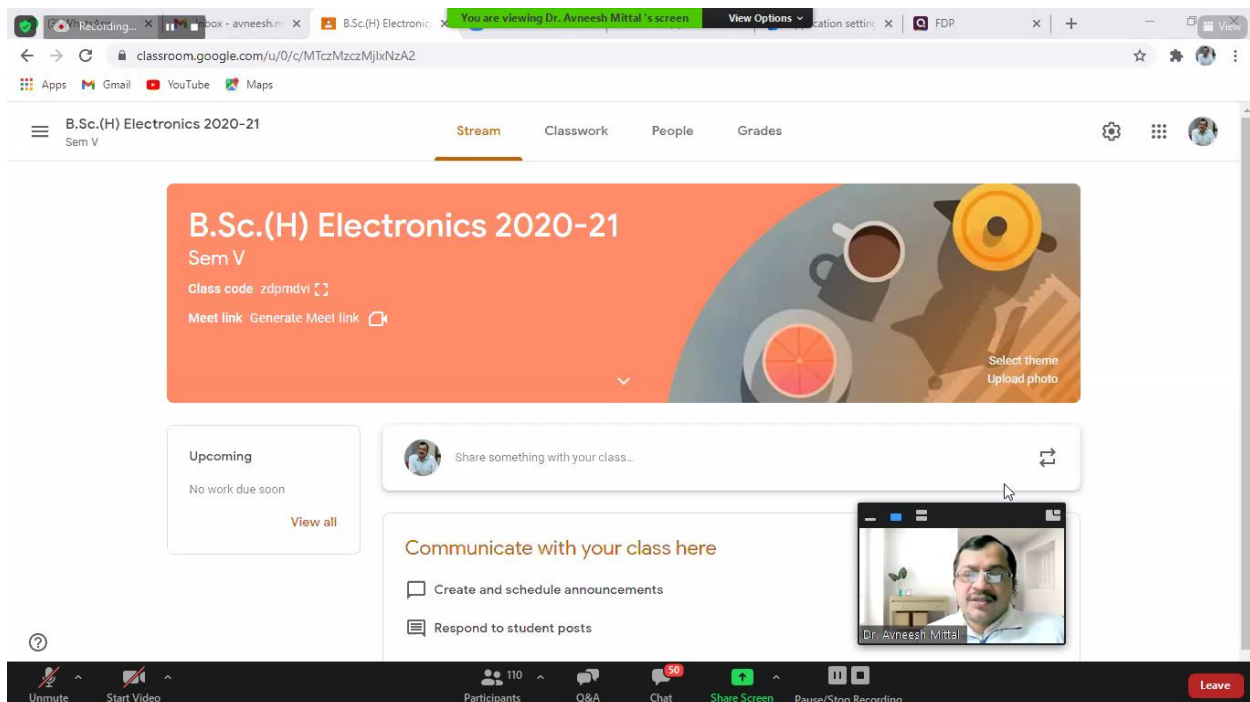 Recording...
inbox - avneesh.m
B.Sc.(H) Electronic
You are viewing Dr. Avneesh Mittal 's screen
View Options
cation setting
FDP
View
classroom.google.com/u/0/c/MTczMzczMjIxNzA2
Apps
Gmail
YouTube
Maps
B.Sc.(H) Electronics 2020-21
Sem V
Stream
Classwork
People
Grades
B.Sc.(H) Electronics 2020-21
Sem V
Class code zdpmdvi
Meet link Generate Meet link
Select theme
Upload photo
Upcoming
No work due soon
View all
Share something with your class...
Communicate with your class here
Create and schedule announcements
Respond to student posts
Dr. Avneesh Mittal
Unmute
Start Video
110
Participants
Q&A
50
Chat
Share Screen
Pause/Stop Recording
Leave